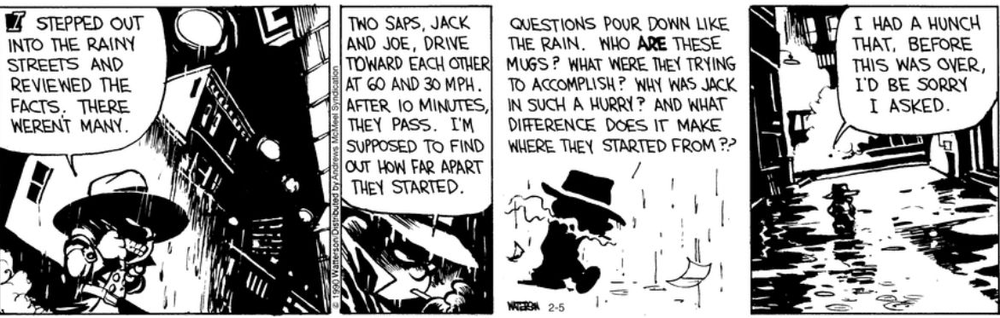 I STEPPED OUT
INTO THE RAINY
STREETS AND
REVIEWED THE
FACTS. THERE
WEREN'T MANY.
© 1990 Watterson/Distributed by Andrews McMeel Syndication
TWO SAPS, JACK
AND JOE, DRIVE
TOWARD EACH OTHER
AT 60 AND 30 MPH.
AFTER 10 MINUTES,
THEY PASS. I'M
SUPPOSED TO FIND
OUT HOW FAR APART
THEY STARTED.
QUESTIONS POUR DOWN LIKE
THE RAIN. WHO ARE THESE
MUGS? WHAT WERE THEY TRYING
TO ACCOMPLISH? WHY WAS JACK
IN SUCH A HURRY? AND WHAT
DIFFERENCE DOES IT MAKE
WHERE THEY STARTED FROM??
WATTERSON 2-5
I HAD A HUNCH
THAT, BEFORE
THIS WAS OVER,
I'D BE SORRY
I ASKED.